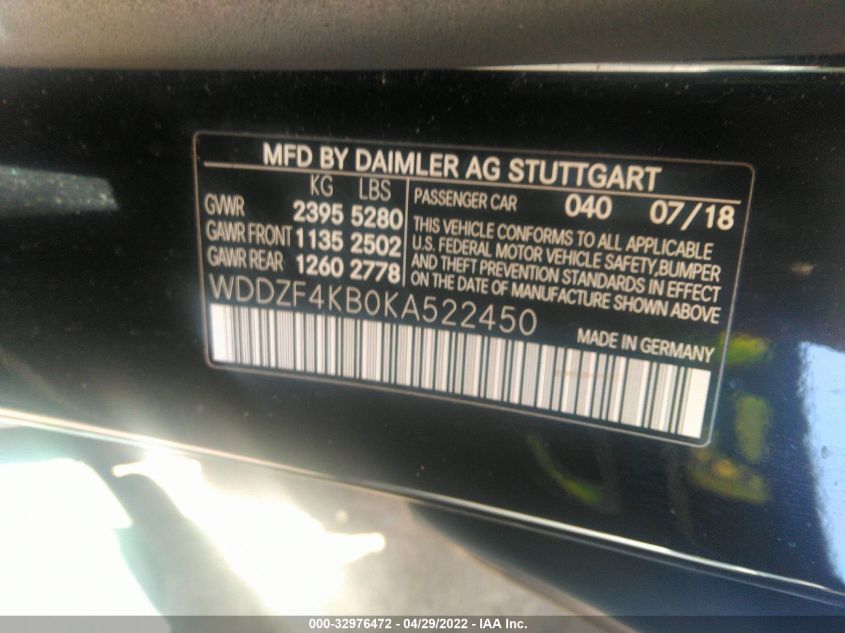 MFD BY DAIMLER AG STUTTGART
KG LBS
GVWR 2395 5280
GAWR FRONT 1135 2502
GAWR REAR 1260 2778
PASSENGER CAR 040 07/18
THIS VEHICLE CONFORMS TO ALL APPLICABLE
U.S. FEDERAL MOTOR VEHICLE SAFETY, BUMPER
AND THEFT PREVENTION STANDARDS IN EFFECT
ON THE DATE OF MANUFACTURE SHOWN ABOVE
WDDZF4KB0KA522450
MADE IN GERMANY
000-32976472 - 04/29/2022 - IAA Inc.